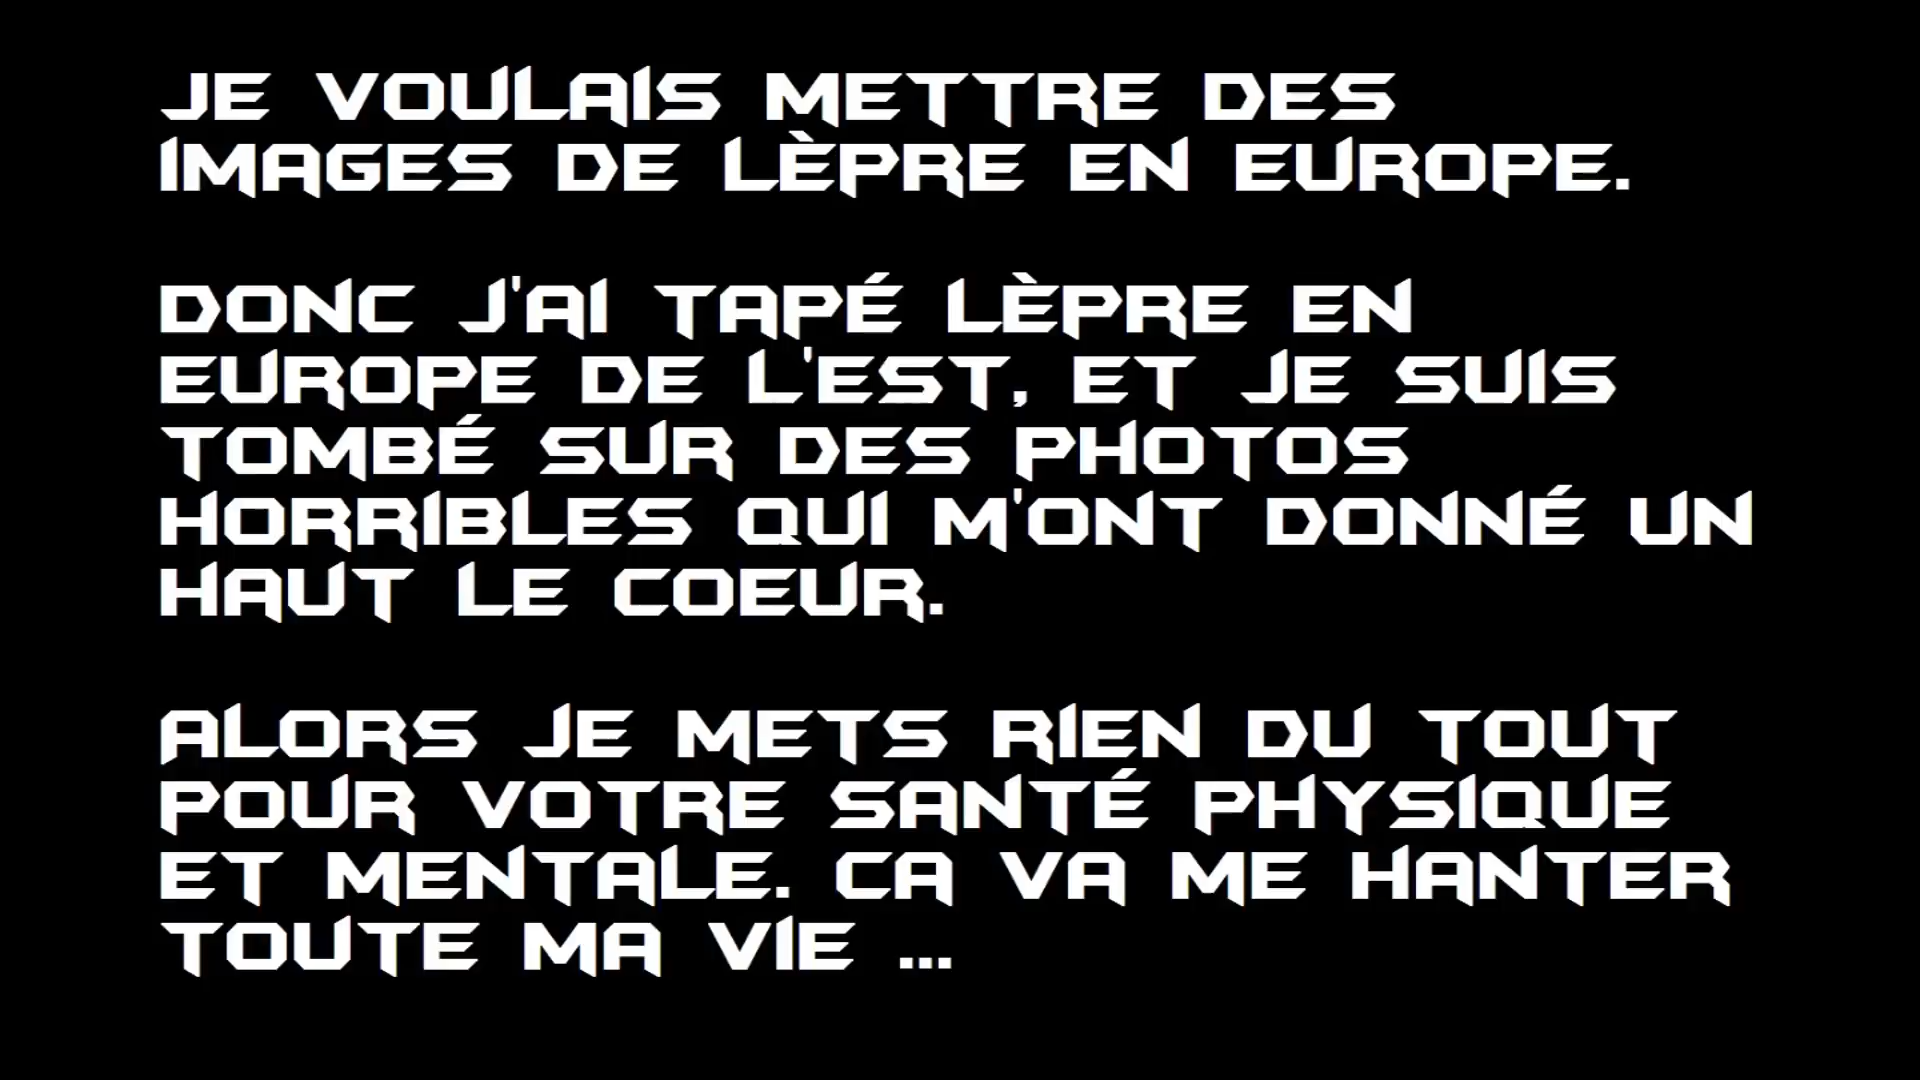 JE VOULAIS METTRE DES
IMAGES DE LÈPRE EN EUROPE.
DONC J'AI TAPÉ LÈPRE EN
EUROPE DE L'EST, ET JE SUIS
TOMBÉ SUR DES PHOTOS
HORRIBLES QUI M'ONT DONNÉ UN
HAUT LE COEUR.
ALORS JE METS RIEN DU TOUT
POUR VOTRE SANTÉ PHYSIQUE
ET MENTALE. CA VA ME HANTER
TOUTE MA VIE ...